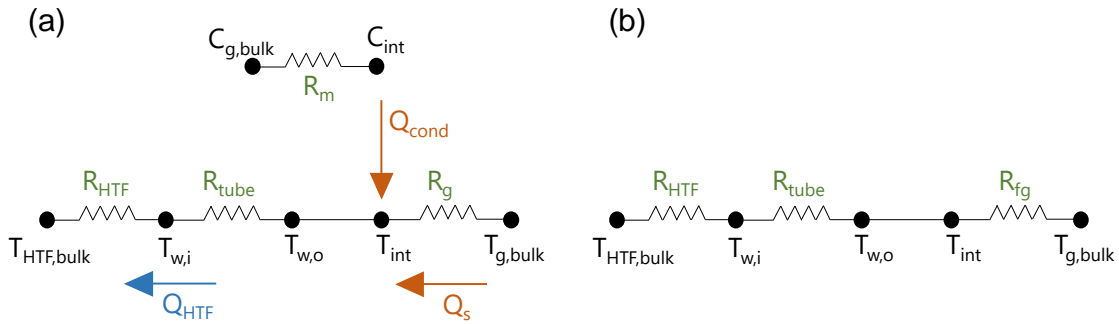 (a) (b)
C_g,bulk C_int
R_m
Q_cond
R_HTF R_tube R_g R_HTF R_tube R_fg
T_HTF,bulk T_w,i T_w,o T_int T_g,bulk T_HTF,bulk T_w,i T_w,o T_int T_g,bulk
Q_HTF Q_s